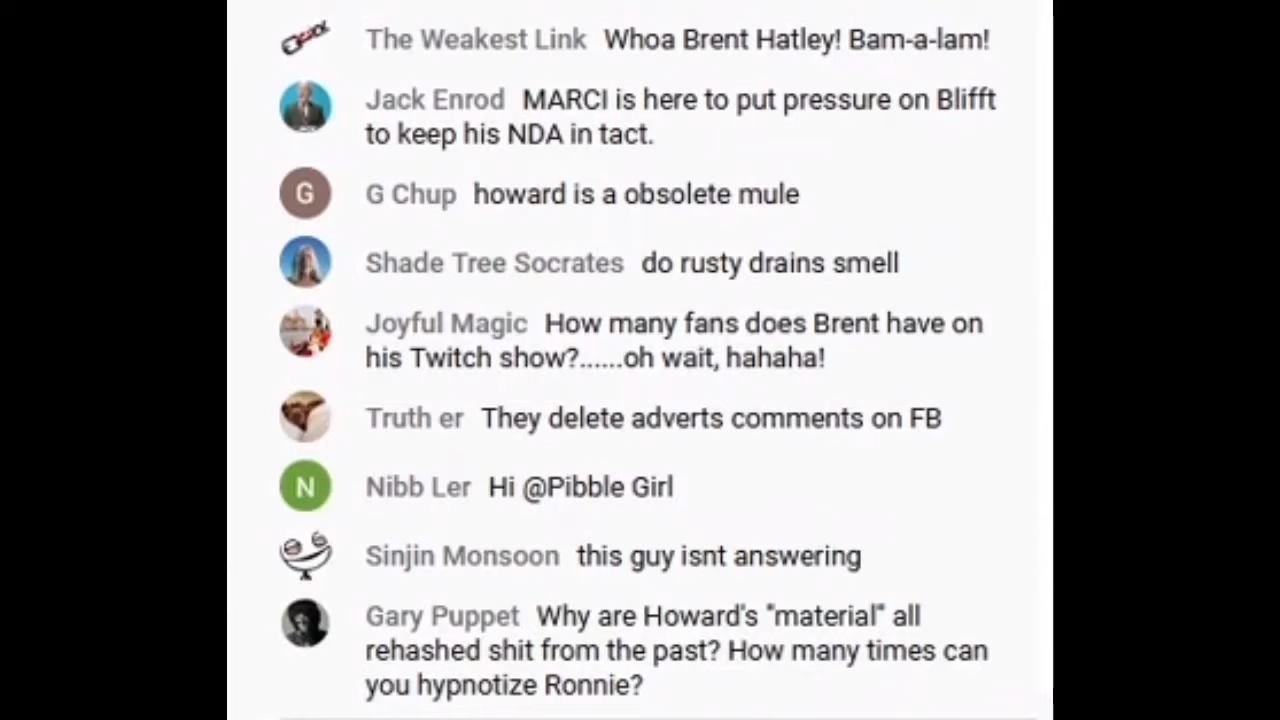 The Weakest Link Whoa Brent Hatley! Bam-a-lam!
Jack Enrod MARCI is here to put pressure on Blifft
to keep his NDA in tact.
G
G Chup howard is a obsolete mule
Shade Tree Socrates do rusty drains smell
Joyful Magic How many fans does Brent have on
his Twitch show?......oh wait, hahaha!
Truth er They delete adverts comments on FB
N
Nibb Ler Hi @Pibble Girl
Sinjin Monsoon this guy isnt answering
Gary Puppet Why are Howard's "material" all
rehashed shit from the past? How many times can
you hypnotize Ronnie?